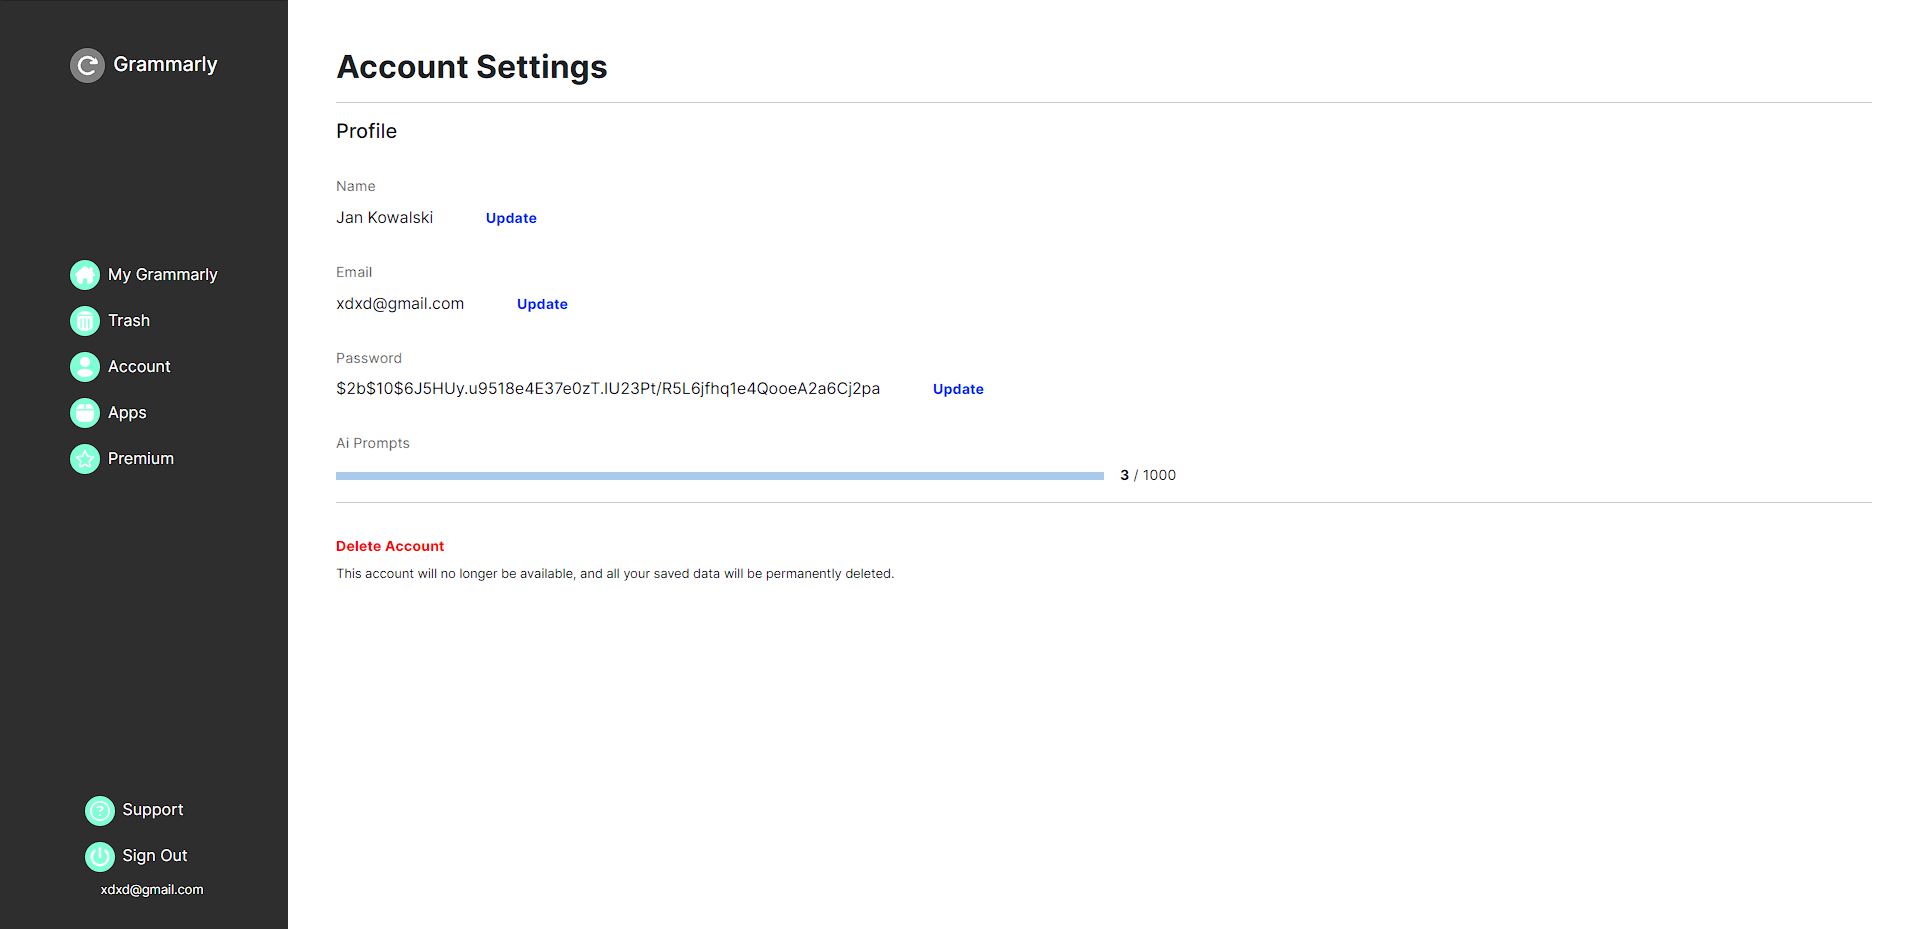 Grammarly
My Grammarly
Trash
Account
Apps
Premium
Support
Sign Out
xdxd@gmail.com
Account Settings
Profile
Name
Jan Kowalski Update
Email
xdxd@gmail.com Update
Password
$2b$10$6J5HUy.u9518e4E37e0zT.IU23Pt/R5L6jfhq1e4QooeA2a6Cj2pa Update
Ai Prompts
3 / 1000
Delete Account
This account will no longer be available, and all your saved data will be permanently deleted.